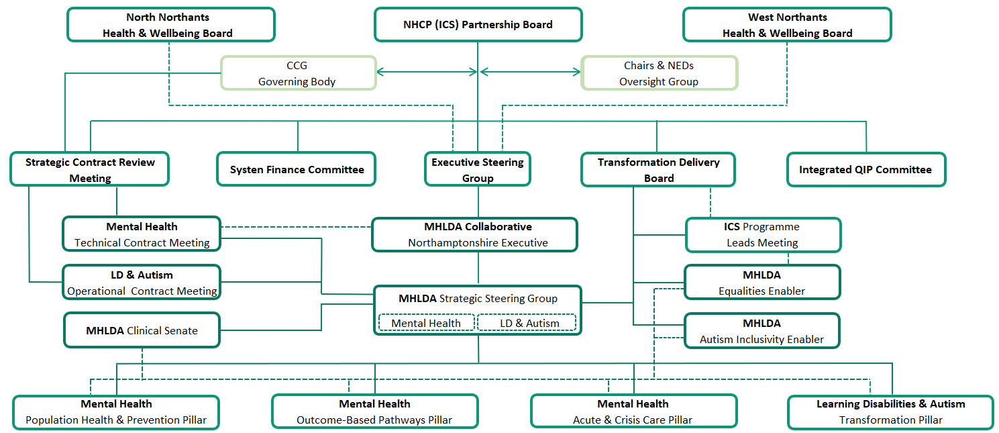 North Northants
Health & Wellbeing Board
NHCP (ICS) Partnership Board
West Northants
Health & Wellbeing Board
CCG
Governing Body
Chairs & NEDs
Oversight Group
Strategic Contract Review
Meeting
Systen Finance Committee
Executive Steering
Group
Transformation Delivery
Board
Integrated QIP Committee
Mental Health
Technical Contract Meeting
MHLDA Collaborative
Northamptonshire Executive
ICS Programme
Leads Meeting
LD & Autism
Operational Contract Meeting
MHLDA Strategic Steering Group
Mental Health
LD & Autism
MHLDA
Equalities Enabler
MHLDA Clinical Senate
MHLDA
Autism Inclusivity Enabler
Mental Health
Population Health & Prevention Pillar
Mental Health
Outcome-Based Pathways Pillar
Mental Health
Acute & Crisis Care Pillar
Learning Disabilities & Autism
Transformation Pillar